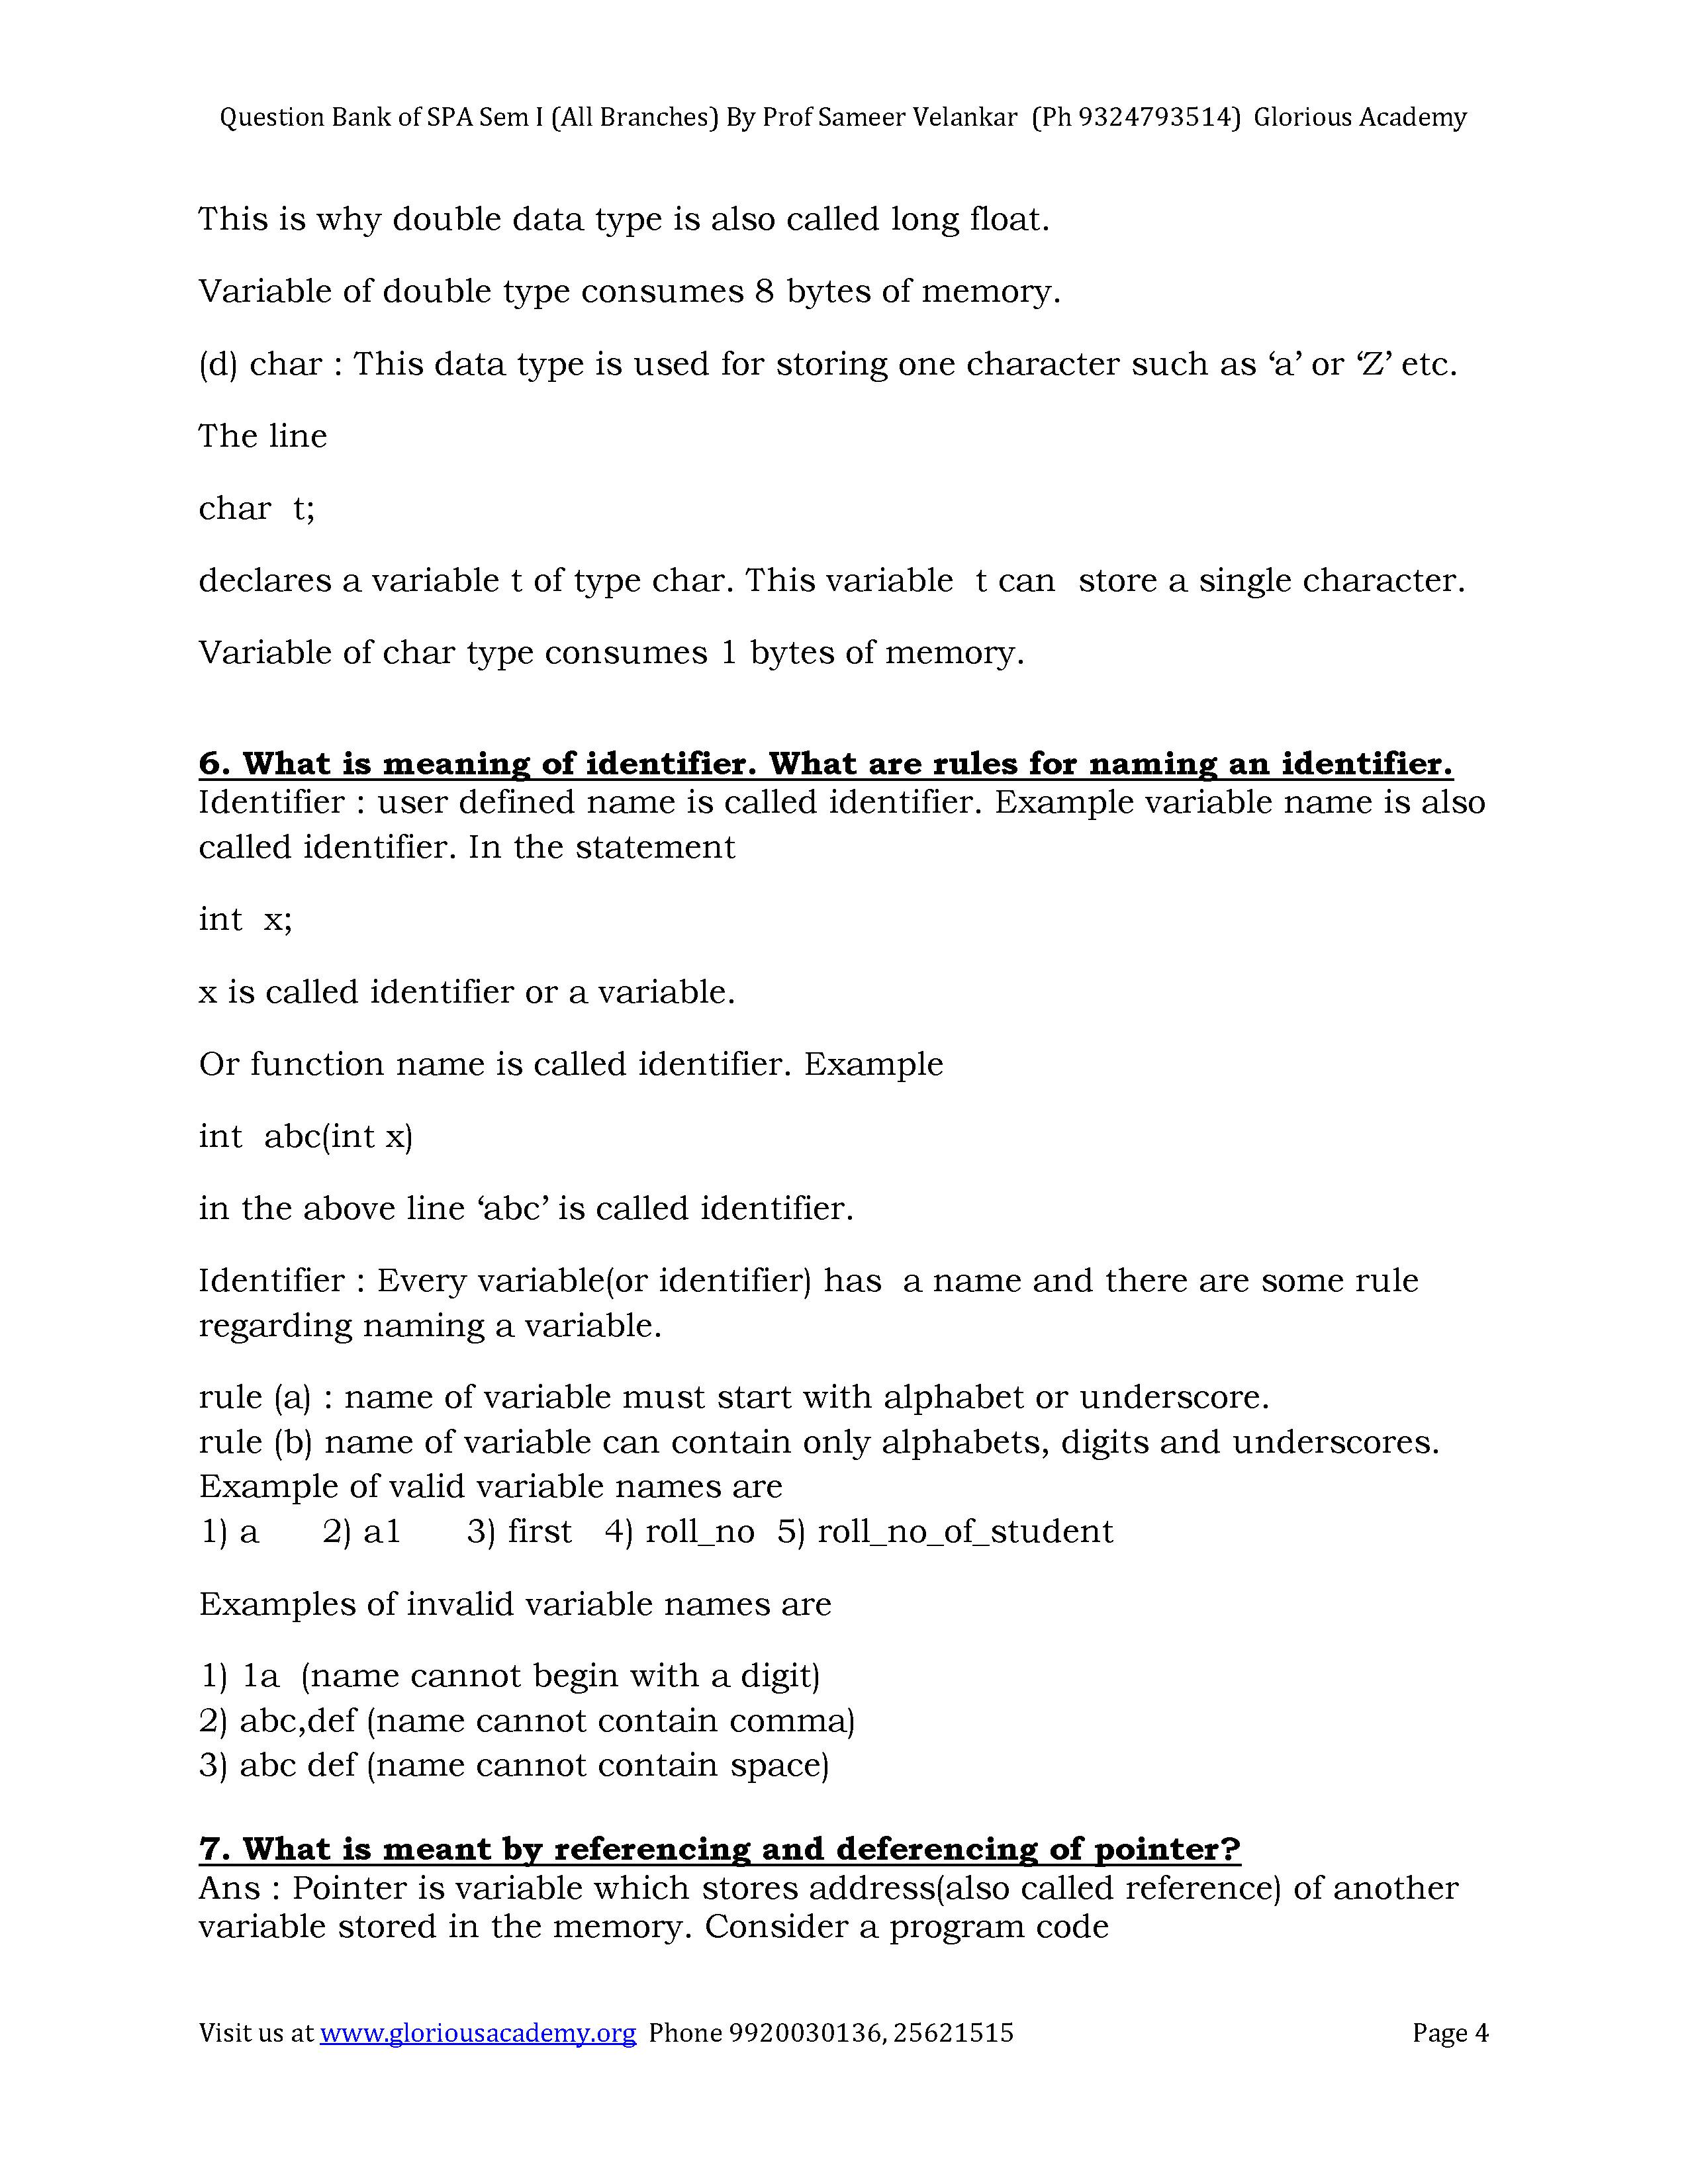 Question Bank of SPA Sem I (All Branches) By Prof Sameer Velankar (Ph 9324793514) Glorious Academy
This is why double data type is also called long float.
Variable of double type consumes 8 bytes of memory.
(d) char : This data type is used for storing one character such as ‘a’ or ‘Z’ etc.
The line
char t;
declares a variable t of type char. This variable t can store a single character.
Variable of char type consumes 1 bytes of memory.
6. What is meaning of identifier. What are rules for naming an identifier.
Identifier : user defined name is called identifier. Example variable name is also
called identifier. In the statement
int x;
x is called identifier or a variable.
Or function name is called identifier. Example
int abc(int x)
in the above line ‘abc’ is called identifier.
Identifier : Every variable(or identifier) has a name and there are some rule
regarding naming a variable.
rule (a) : name of variable must start with alphabet or underscore.
rule (b) name of variable can contain only alphabets, digits and underscores.
Example of valid variable names are
1) a 2) a1 3) first 4) roll_no 5) roll_no_of_student
Examples of invalid variable names are
1) 1a (name cannot begin with a digit)
2) abc,def (name cannot contain comma)
3) abc def (name cannot contain space)
7. What is meant by referencing and deferencing of pointer?
Ans : Pointer is variable which stores address(also called reference) of another
variable stored in the memory. Consider a program code
Visit us at www.gloriousacademy.org Phone 9920030136, 25621515 Page 4